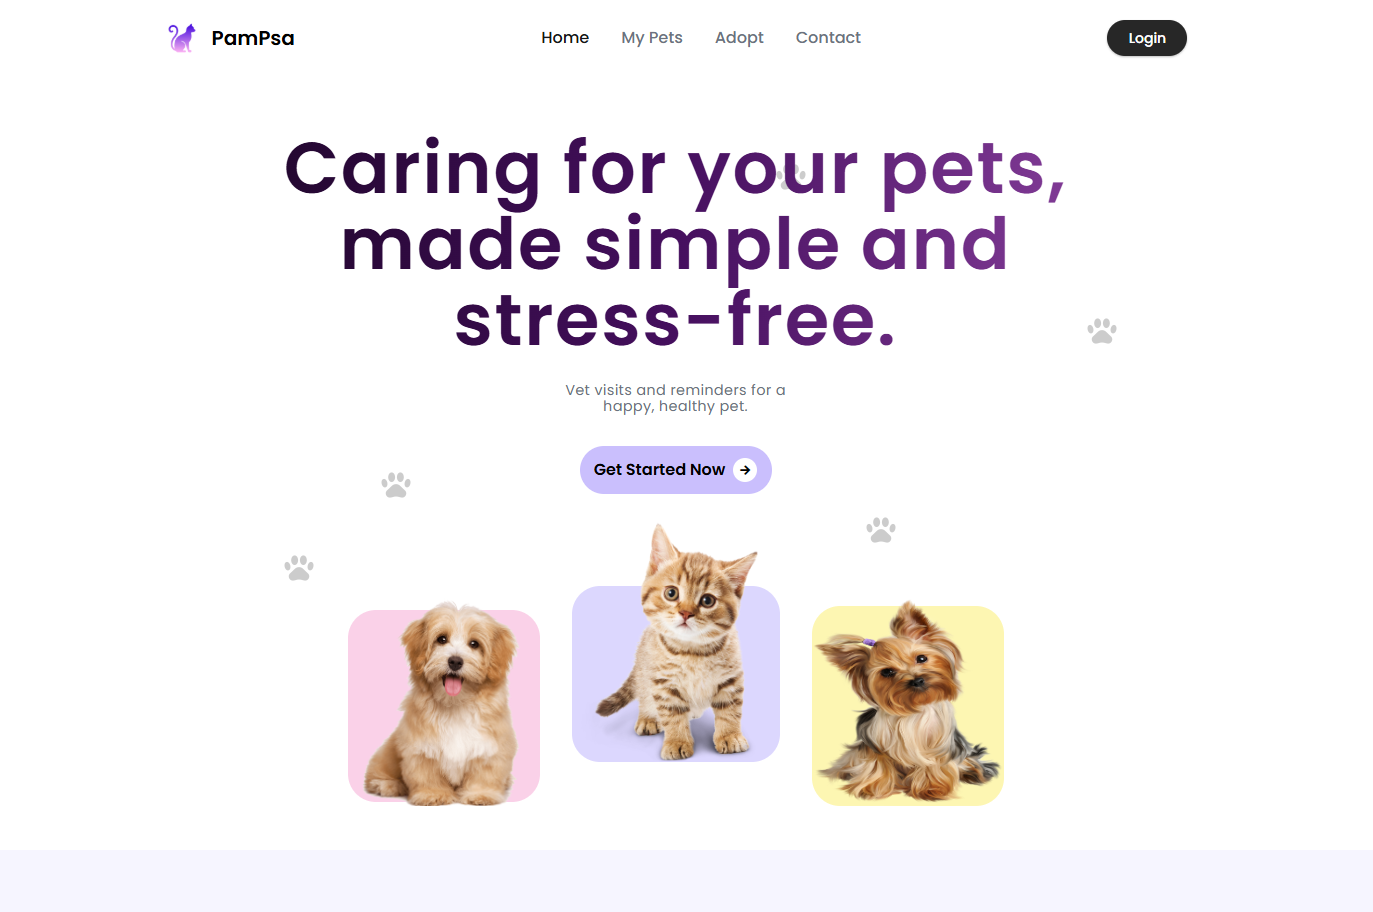 PamPsa
Home My Pets Adopt Contact
Login
Caring for your pets,
made simple and
stress-free.
Vet visits and reminders for a
happy, healthy pet.
Get Started Now